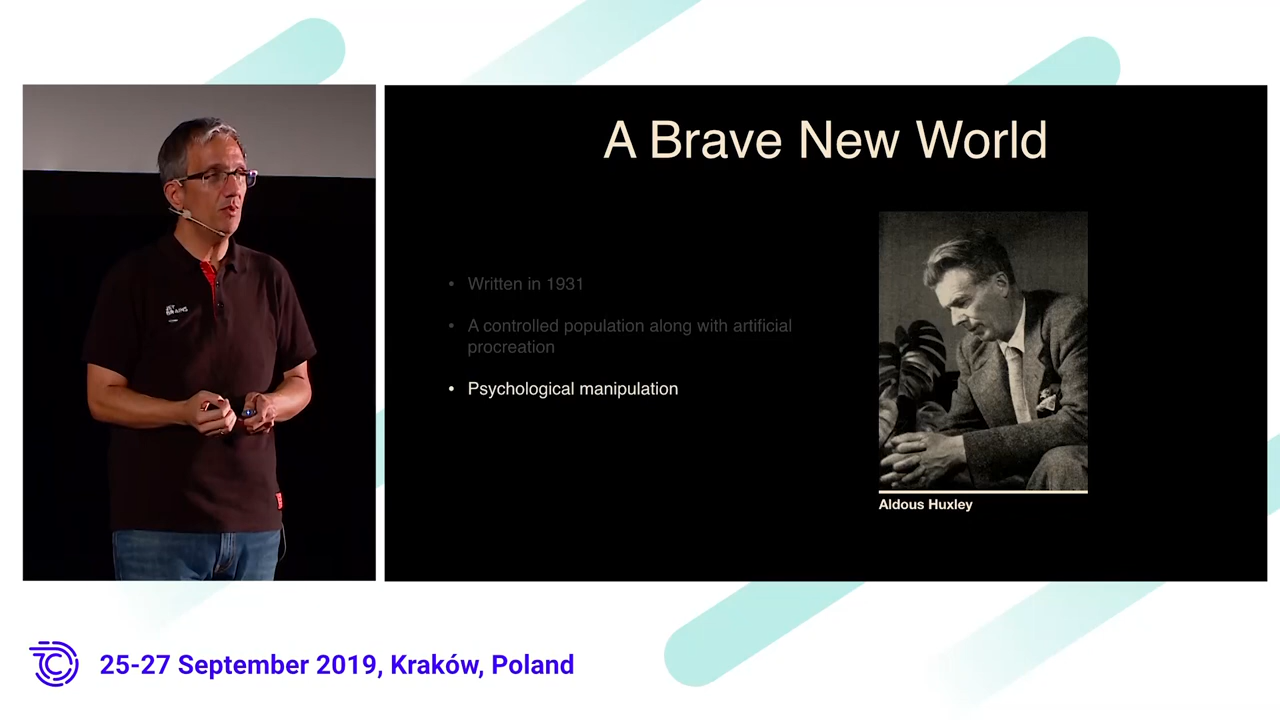 A Brave New World
• Written in 1931
• A controlled population along with artificial
procreation
• Psychological manipulation
Aldous Huxley
25-27 September 2019, Kraków, Poland